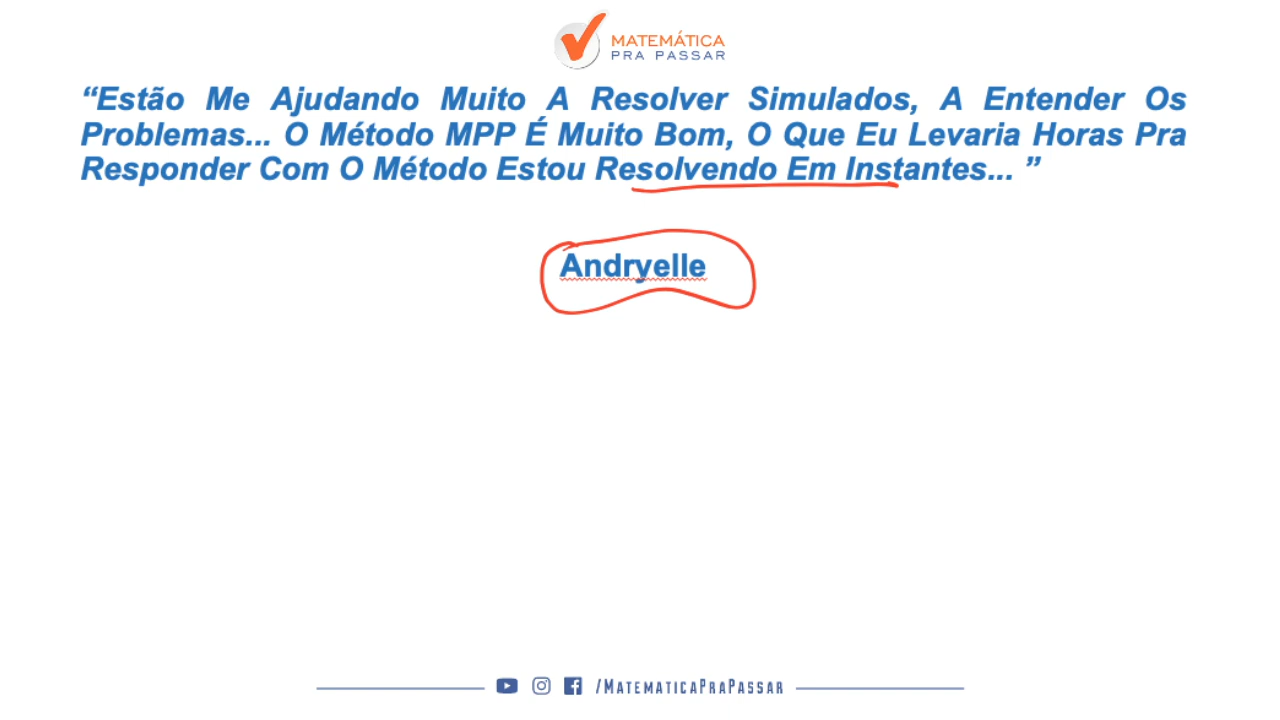 MATEMÁTICA
PRA PASSAR
“Estão Me Ajudando Muito A Resolver Simulados, A Entender Os
Problemas... O Método MPP É Muito Bom, O Que Eu Levaria Horas Pra
Responder Com O Método Estou Resolvendo Em Instantes... ”
Andryelle
/MATEMATICAPRAPASSAR